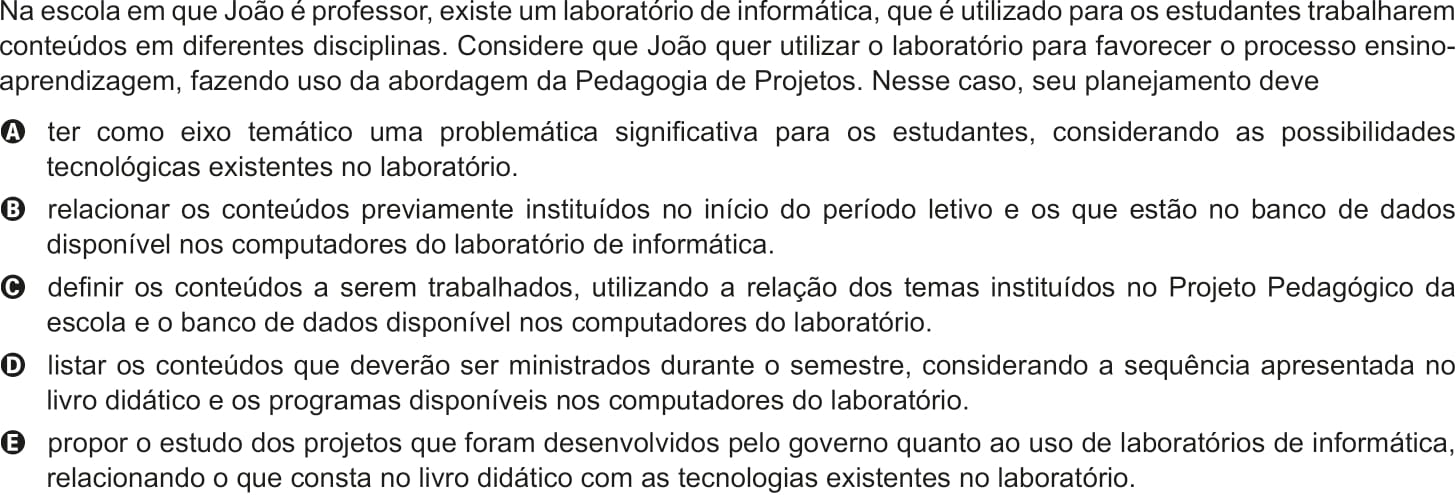 Na escola em que João é professor, existe um laboratório de informática, que é utilizado para os estudantes trabalharem
conteúdos em diferentes disciplinas. Considere que João quer utilizar o laboratório para favorecer o processo ensino-
aprendizagem, fazendo uso da abordagem da Pedagogia de Projetos. Nesse caso, seu planejamento deve
A ter como eixo temático uma problemática significativa para os estudantes, considerando as possibilidades
tecnológicas existentes no laboratório.
B relacionar os conteúdos previamente instituídos no início do período letivo e os que estão no banco de dados
disponível nos computadores do laboratório de informática.
C definir os conteúdos a serem trabalhados, utilizando a relação dos temas instituídos no Projeto Pedagógico da
escola e o banco de dados disponível nos computadores do laboratório.
D listar os conteúdos que deverão ser ministrados durante o semestre, considerando a sequência apresentada no
livro didático e os programas disponíveis nos computadores do laboratório.
E propor o estudo dos projetos que foram desenvolvidos pelo governo quanto ao uso de laboratórios de informática,
relacionando o que consta no livro didático com as tecnologias existentes no laboratório.